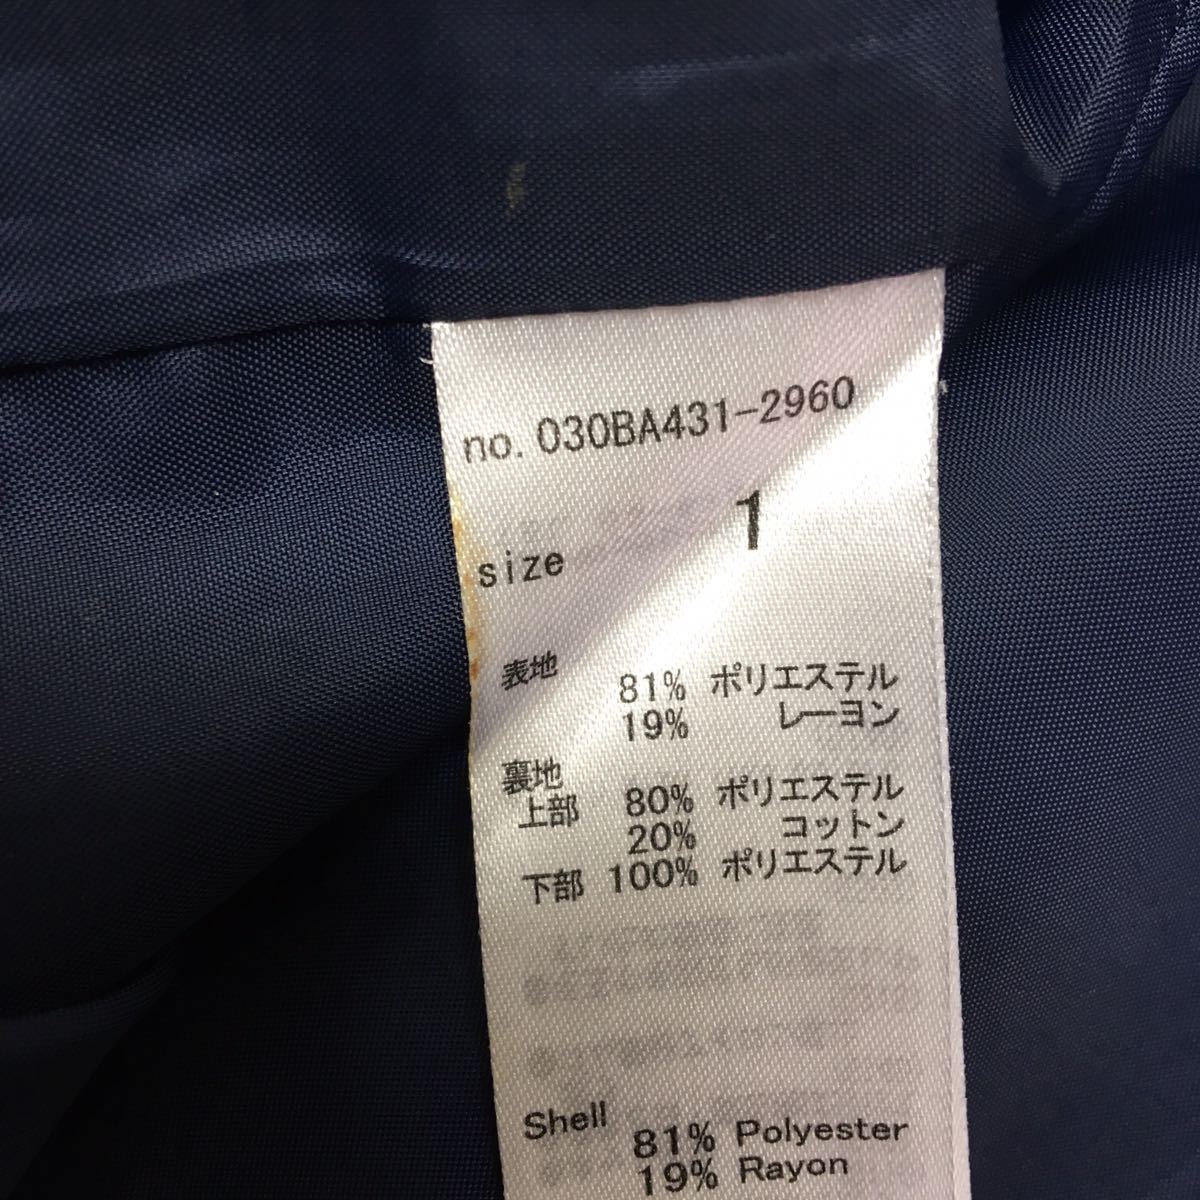 no. 030BA431-2960
size 1
表地 81% ポリエステル
19% レーヨン
裏地
上部 80% ポリエステル
20% コットン
下部 100% ポリエステル
Shell 81% Polyester
19% Rayon